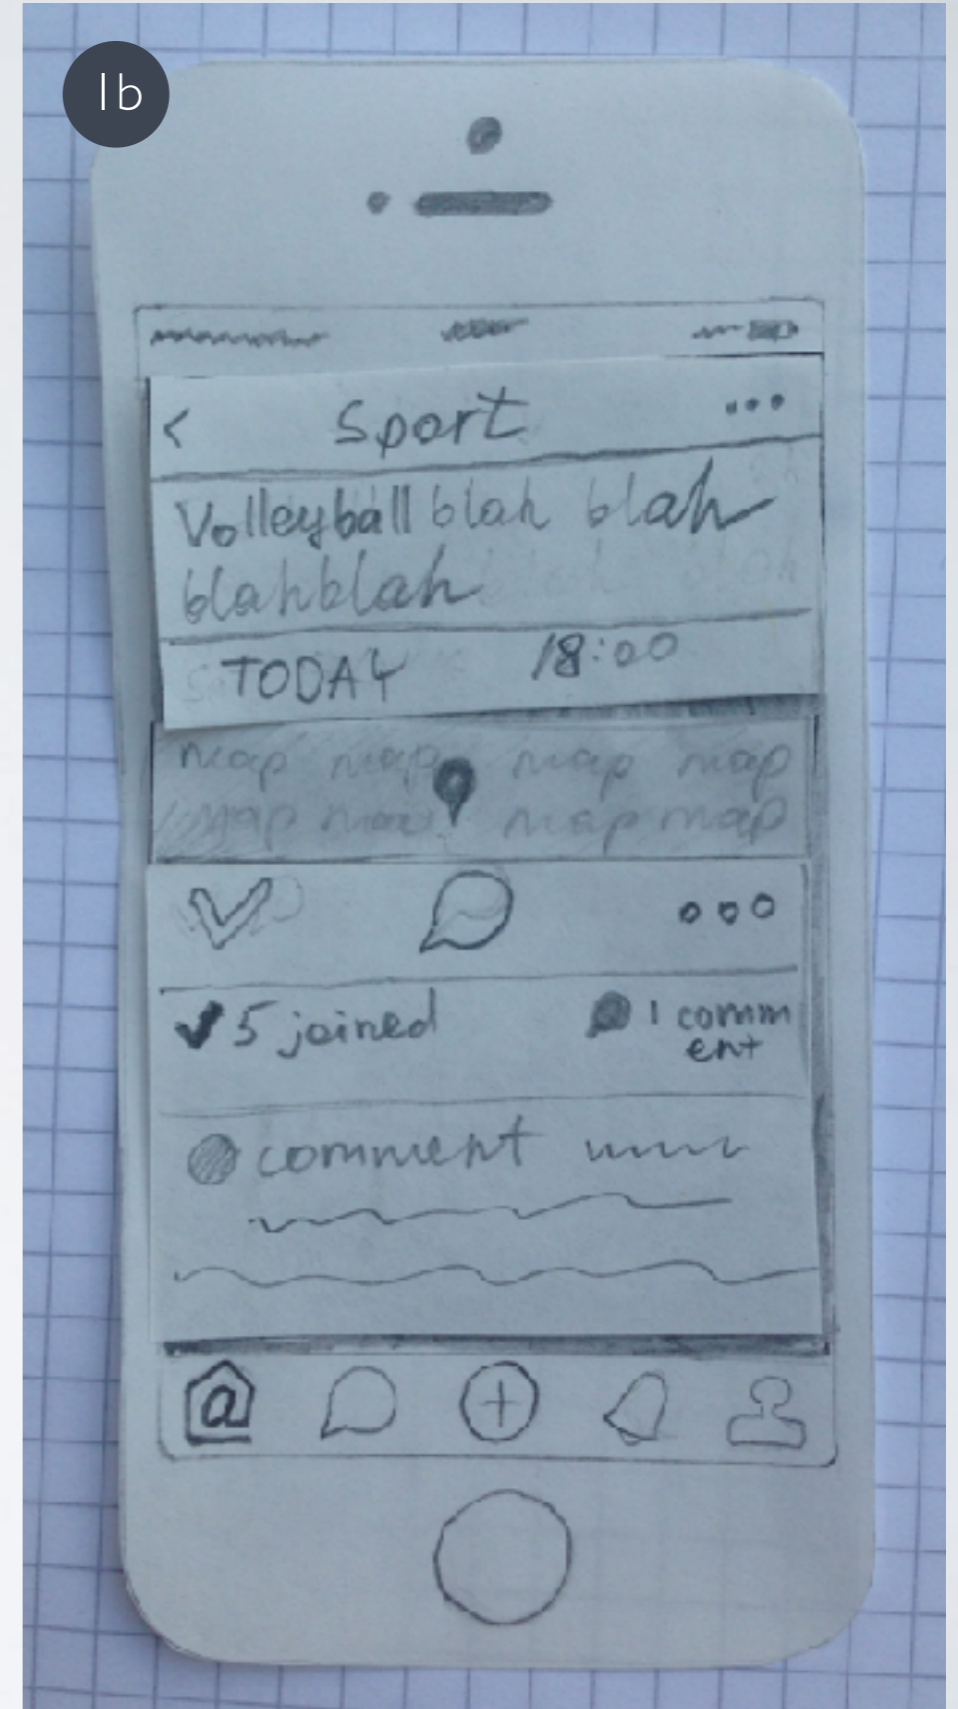 1b
< Sport ...
Volleyball blah blah
blahblah
TODAY 18:00
map map map map
map map map map
5 joined 1 comm
ent
comment
@